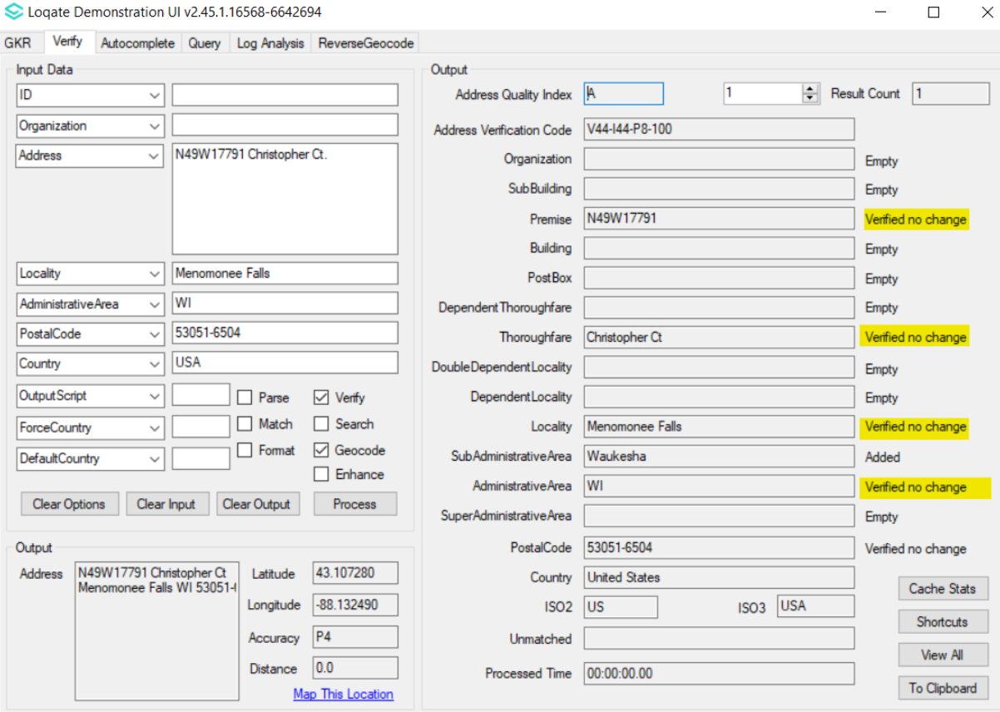 Loqate Demonstration UI v2.45.1.16568-6642694
GKR Verify Autocomplete Query Log Analysis ReverseGeocode
Input Data
ID
Organization
Address N49W17791 Christopher Ct.
Locality Menomonee Falls
AdministrativeArea WI
PostalCode 53051-6504
Country USA
OutputScript Parse Verify
ForceCountry Match Search
DefaultCountry Format Geocode
Enhance
Clear Options Clear Input Clear Output Process
Output
Address N49W17791 Christopher Ct
Menomonee Falls WI 53051-
Latitude 43.107280
Longitude -88.132490
Accuracy P4
Distance 0.0
Map This Location
Output
Address Quality Index A 1 Result Count 1
Address Verification Code V44-I44-P8-100
Organization Empty
SubBuilding Empty
Premise N49W17791 Verified no change
Building Empty
PostBox Empty
DependentThoroughfare Empty
Thoroughfare Christopher Ct Verified no change
DoubleDependentLocality Empty
DependentLocality Empty
Locality Menomonee Falls Verified no change
SubAdministrativeArea Waukesha Added
AdministrativeArea WI Verified no change
SuperAdministrativeArea Empty
PostalCode 53051-6504 Verified no change
Country United States
ISO2 US ISO3 USA
Unmatched
Processed Time 00:00:00.00
Cache Stats
Shortcuts
View All
To Clipboard